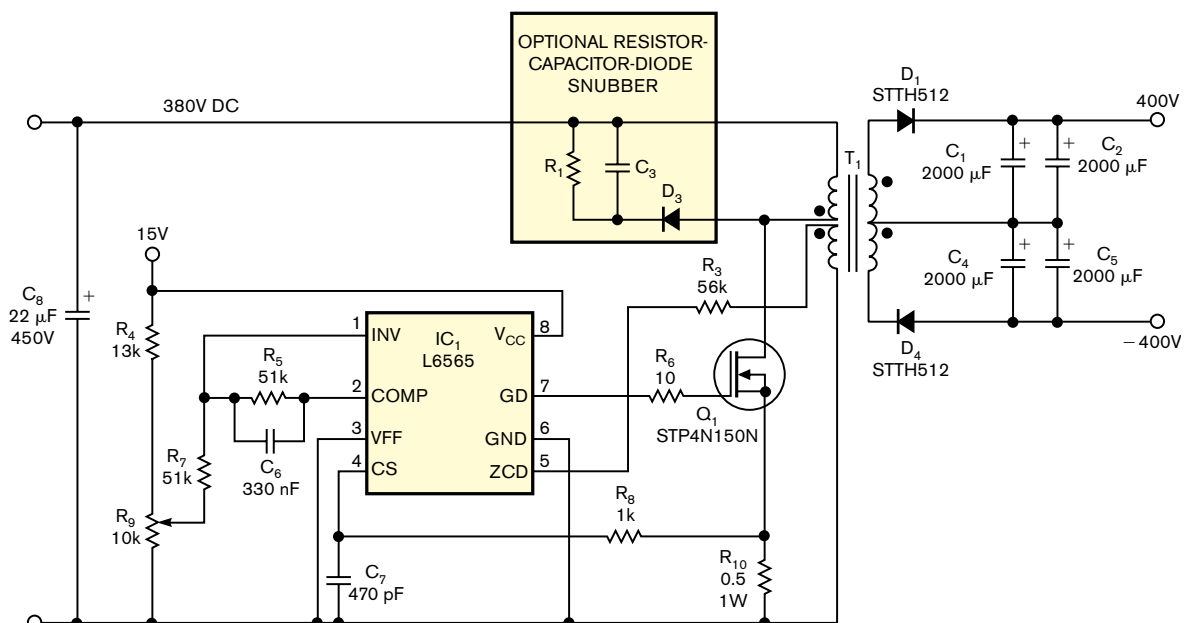 OPTIONAL RESISTOR-
CAPACITOR-DIODE
SNUBBER
380V DC
R1
C3
D3
T1
D1
STTH512
400V
C1
2000 µF
C2
2000 µF
C4
2000 µF
C5
2000 µF
D4
STTH512
−400V
15V
C8
22 µF
450V
+
+
+
+
+
R4
13k
R5
51k
C6
330 nF
R7
51k
R9
10k
1
INV
2
COMP
3
VFF
4
CS
IC1
L6565
8
VCC
7
GD
6
GND
5
ZCD
R3
56k
R6
10
Q1
STP4N150N
R8
1k
C7
470 pF
R10
0.5
1W